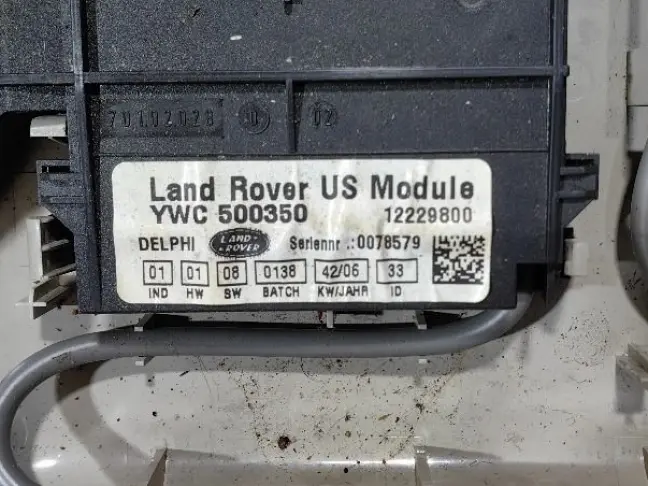 70192028
02
Land Rover US Module
YWC 500350 12229800
DELPHI LAND ROVER Seriennr .:0078579
01 01 08 0138 42/06 33
IND HW SW BATCH KW/JAHR ID